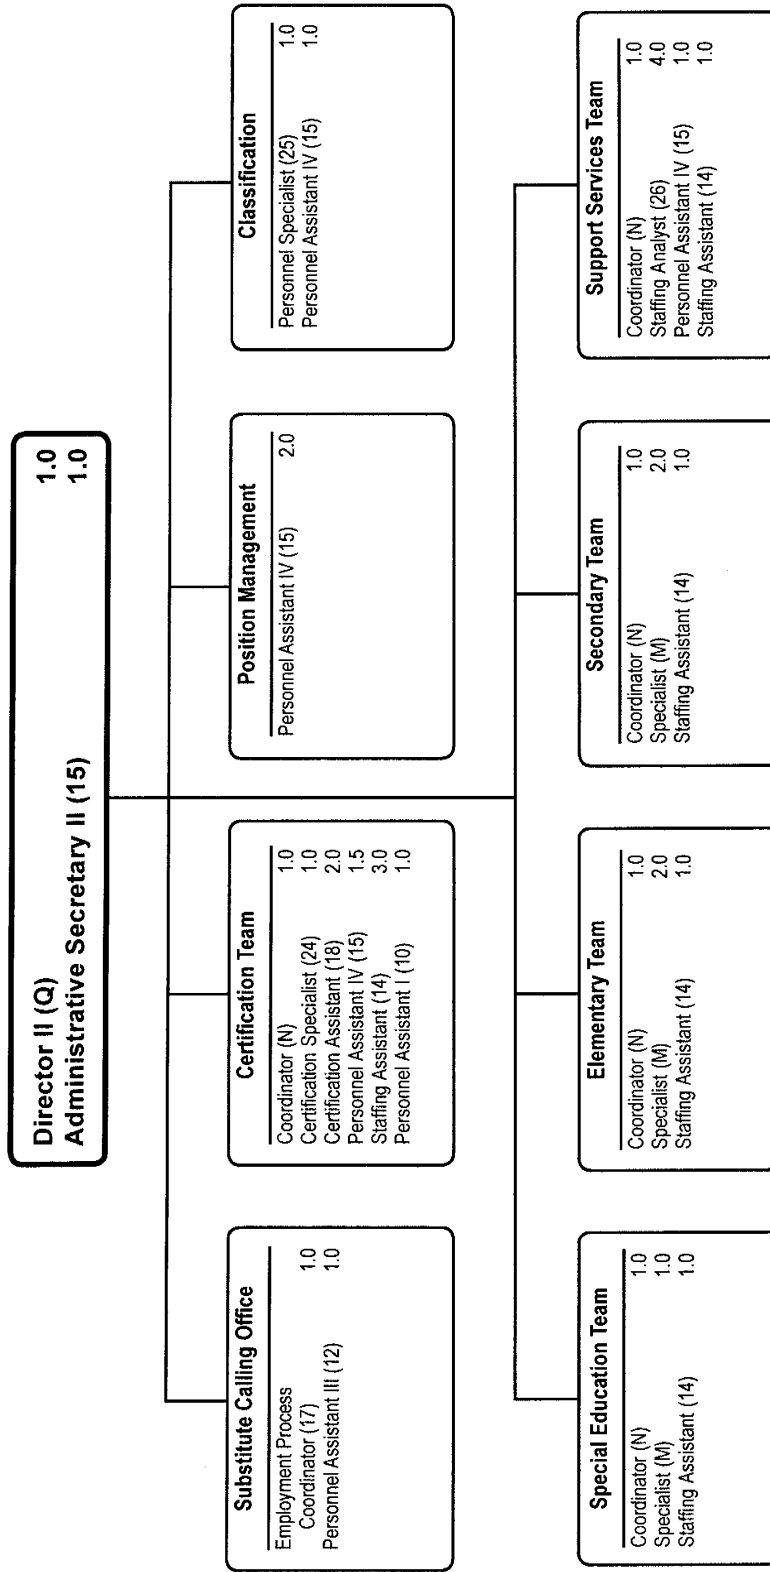 Director II (Q) 1.0
Administrative Secretary II (15) 1.0
Substitute Calling Office
Employment Process
Coordinator (17) 1.0
Personnel Assistant III (12) 1.0
Certification Team
Coordinator (N) 1.0
Certification Specialist (24) 1.0
Certification Assistant (18) 2.0
Personnel Assistant IV (15) 1.5
Staffing Assistant (14) 3.0
Personnel Assistant I (10) 1.0
Position Management
Personnel Assistant IV (15) 2.0
Classification
Personnel Specialist (25) 1.0
Personnel Assistant IV (15) 1.0
Special Education Team
Coordinator (N) 1.0
Specialist (M) 1.0
Staffing Assistant (14) 1.0
Elementary Team
Coordinator (N) 1.0
Specialist (M) 2.0
Staffing Assistant (14) 1.0
Secondary Team
Coordinator (N) 1.0
Specialist (M) 2.0
Staffing Assistant (14) 1.0
Support Services Team
Coordinator (N) 1.0
Staffing Analyst (26) 4.0
Personnel Assistant IV (15) 1.0
Staffing Assistant (14) 1.0